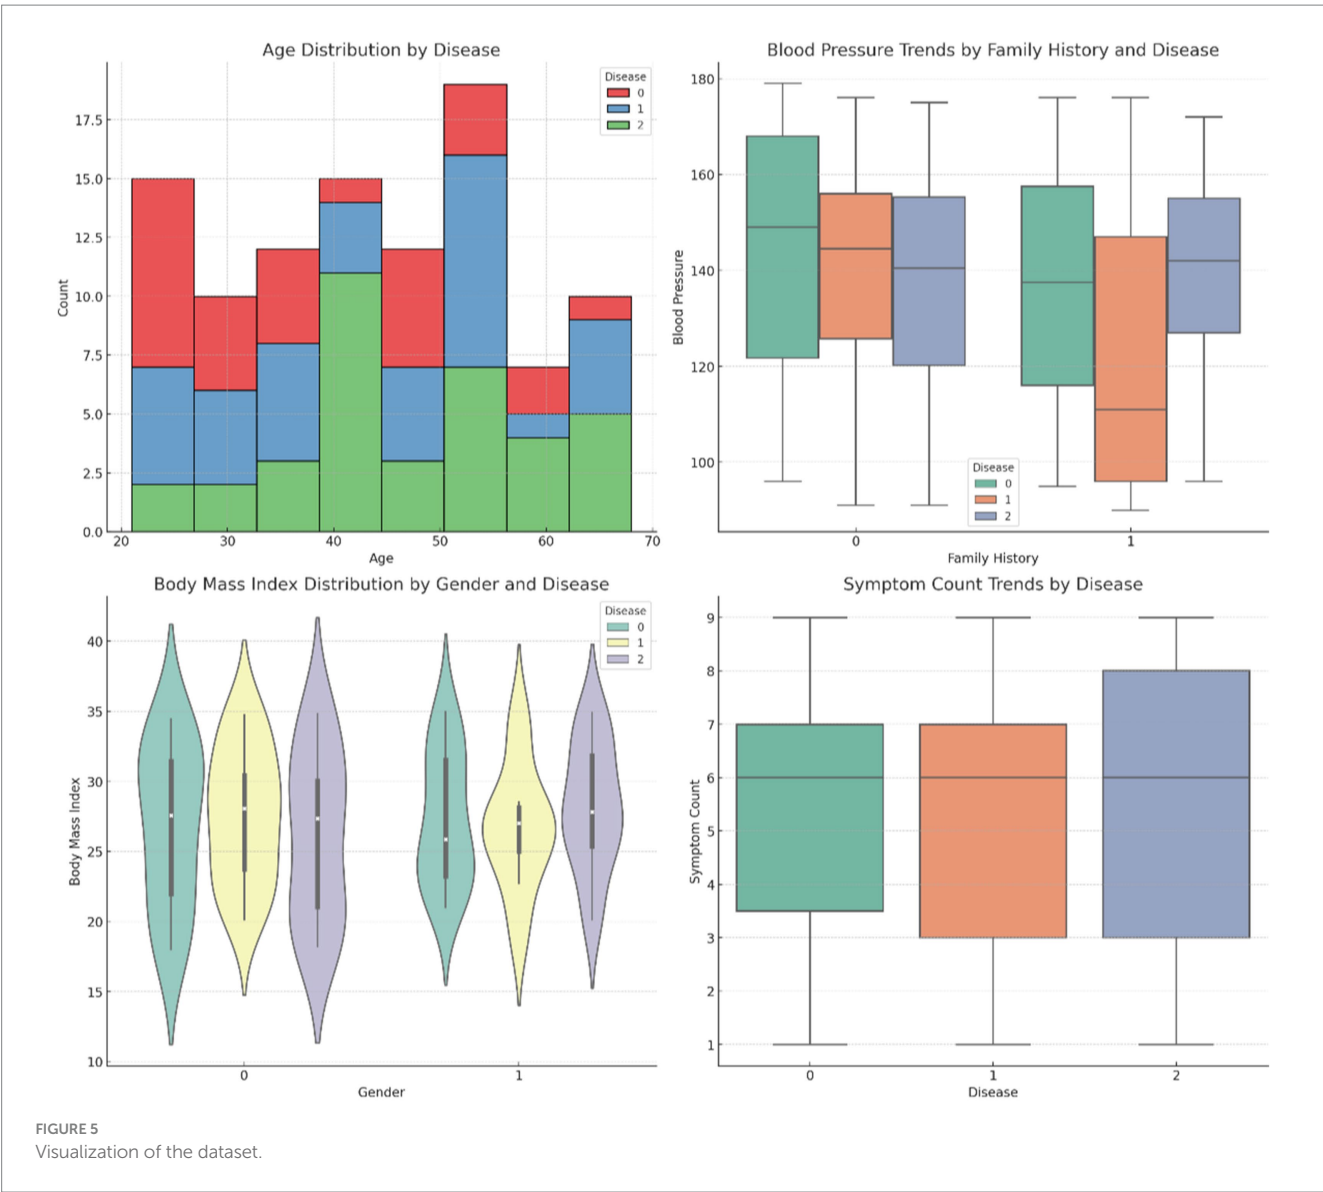 Age Distribution by Disease
Disease
0
1
2
17.5
15.0
12.5
10.0
7.5
5.0
2.5
0.0
Count
20 30 40 50 60 70
Age
Blood Pressure Trends by Family History and Disease
180
160
140
120
100
Blood Pressure
Disease
0
1
2
0 1
Family History
Body Mass Index Distribution by Gender and Disease
Disease
0
1
2
40
35
30
25
20
15
10
Body Mass Index
0 1
Gender
Symptom Count Trends by Disease
9
8
7
6
5
4
3
2
1
Symptom Count
0 1 2
Disease
FIGURE 5
Visualization of the dataset.